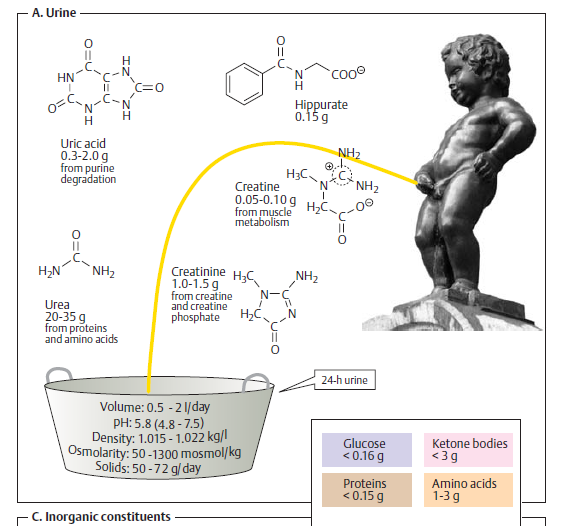 A. Urine
O
C
HN
C
H
N
C
O
C
O
N
H
C
N
H
Uric acid
0.3-2.0 g
from purine
degradation
O
C
N
H
COO⊖
Hippurate
0.15 g
NH2
⊕
C
H3C
N
NH2
H2C
C
O⊖
O
Creatine
0.05-0.10 g
from muscle
metabolism
O
C
H2N
NH2
Urea
20-35 g
from proteins
and amino acids
Creatinine
1.0-1.5 g
from creatine
and creatine
phosphate
H3C
NH2
N
C
H2C
N
C
O
24-h urine
Volume: 0.5 - 2 l/day
pH: 5.8 (4.8 - 7.5)
Density: 1.015 - 1.022 kg/l
Osmolarity: 50 -1300 mosmol/kg
Solids: 50 - 72 g/day
Glucose
< 0.16 g
Ketone bodies
< 3 g
Proteins
< 0.15 g
Amino acids
1-3 g
C. Inorganic constituents